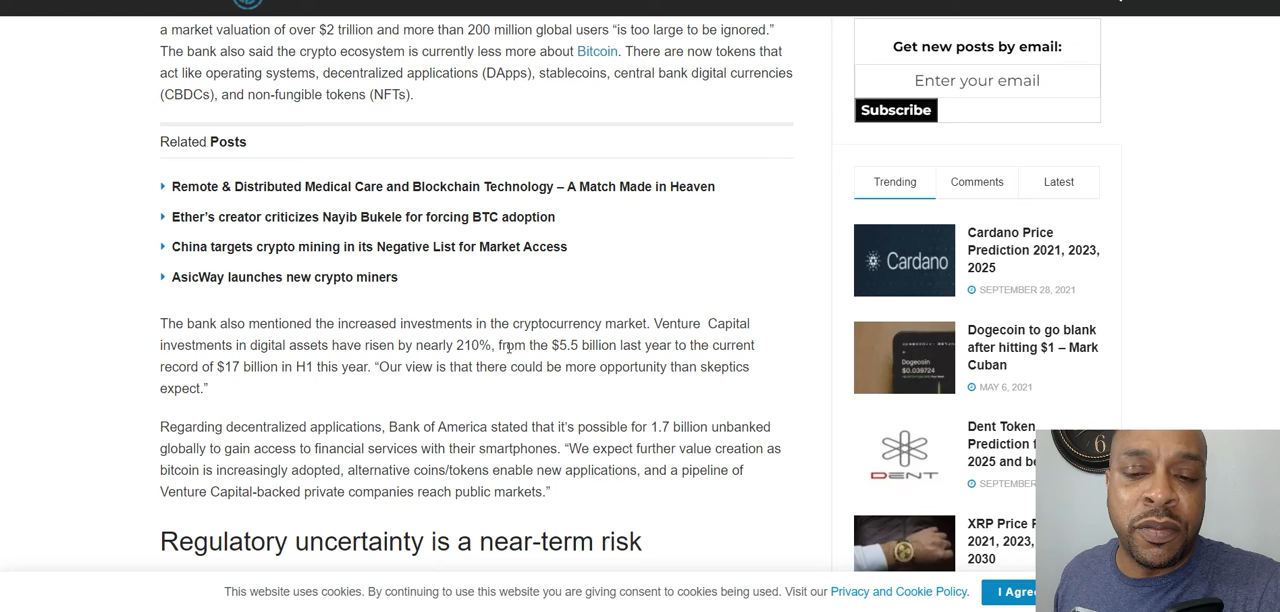 a market valuation of over $2 trillion and more than 200 million global users “is too large to be ignored.”
The bank also said the crypto ecosystem is currently less more about Bitcoin. There are now tokens that
act like operating systems, decentralized applications (DApps), stablecoins, central bank digital currencies
(CBDCs), and non-fungible tokens (NFTs).
Related Posts
Remote & Distributed Medical Care and Blockchain Technology – A Match Made in Heaven
Ether’s creator criticizes Nayib Bukele for forcing BTC adoption
China targets crypto mining in its Negative List for Market Access
AsicWay launches new crypto miners
The bank also mentioned the increased investments in the cryptocurrency market. Venture Capital
investments in digital assets have risen by nearly 210%, from the $5.5 billion last year to the current
record of $17 billion in H1 this year. “Our view is that there could be more opportunity than skeptics
expect.”
Regarding decentralized applications, Bank of America stated that it’s possible for 1.7 billion unbanked
globally to gain access to financial services with their smartphones. “We expect further value creation as
bitcoin is increasingly adopted, alternative coins/tokens enable new applications, and a pipeline of
Venture Capital-backed private companies reach public markets.”
Regulatory uncertainty is a near-term risk
Get new posts by email:
Enter your email
Subscribe
Trending Comments Latest
Cardano
Cardano Price
Prediction 2021, 2023,
2025
SEPTEMBER 28, 2021
Dogecoin
$0.039724
Dogecoin to go blank
after hitting $1 – Mark
Cuban
MAY 6, 2021
DENT
Dent Token
Prediction
2021 and be
SEPTEMBER
XRP Price
2021, 2023,
2030
6
This website uses cookies. By continuing to use this website you are giving consent to cookies being used. Visit our Privacy and Cookie Policy.
I Agree